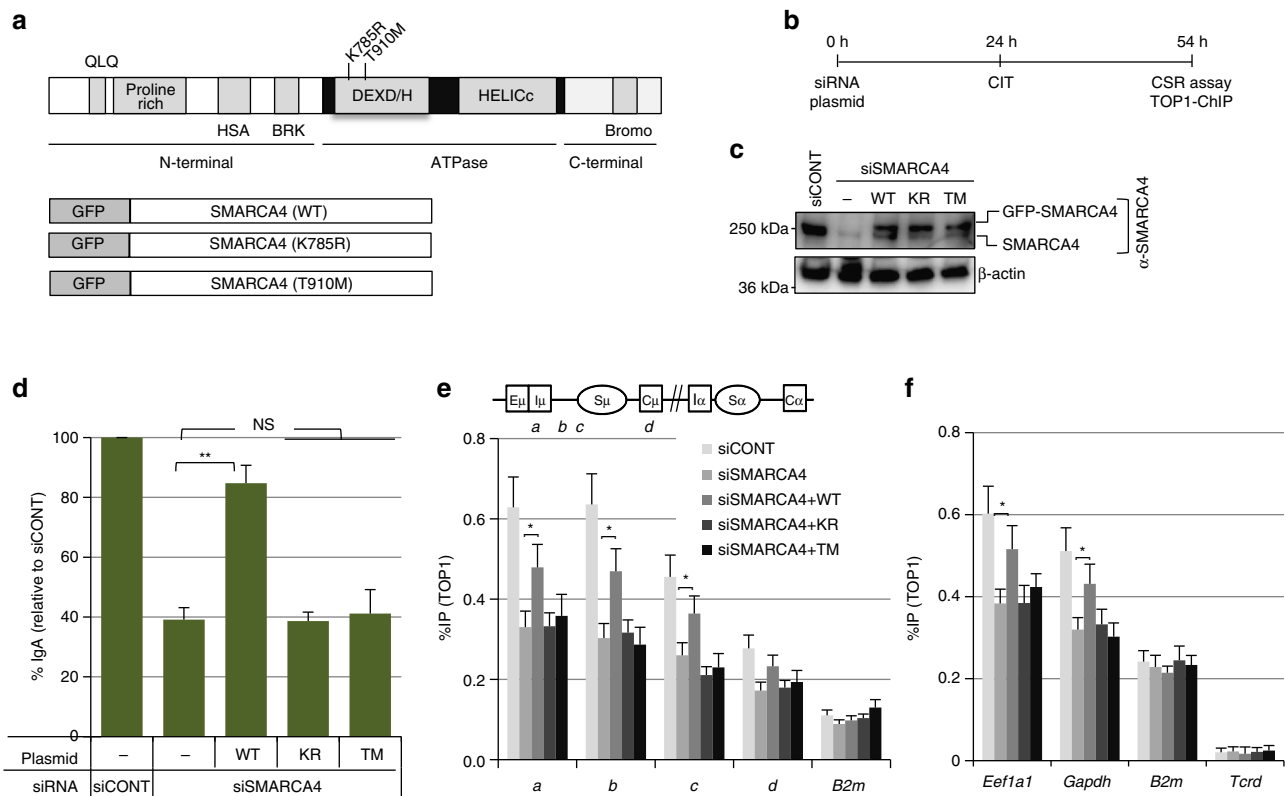 a
K785R
T910M
QLQ
Proline
rich
DEXD/H
HELICc
HSA
BRK
Bromo
N-terminal
ATPase
C-terminal
GFP
SMARCA4 (WT)
GFP
SMARCA4 (K785R)
GFP
SMARCA4 (T910M)
b
0 h
24 h
54 h
siRNA
plasmid
CIT
CSR assay
TOP1-ChIP
c
siCONT
siSMARCA4
– WT KR TM
250 kDa
GFP-SMARCA4
SMARCA4
α-SMARCA4
β-actin
36 kDa
d
% IgA (relative to siCONT)
100
80
60
40
20
0
NS
**
Plasmid – – WT KR TM
siRNA siCONT siSMARCA4
e
Eμ Iμ Sμ Cμ // Iα Sα Cα
a b c d
%IP (TOP1)
0.8
0.6
0.4
0.2
0.0
* * *
siCONT
siSMARCA4
siSMARCA4+WT
siSMARCA4+KR
siSMARCA4+TM
a b c d B2m
f
%IP (TOP1)
0.8
0.6
0.4
0.2
0
* *
Eef1a1 Gapdh B2m Tcrd